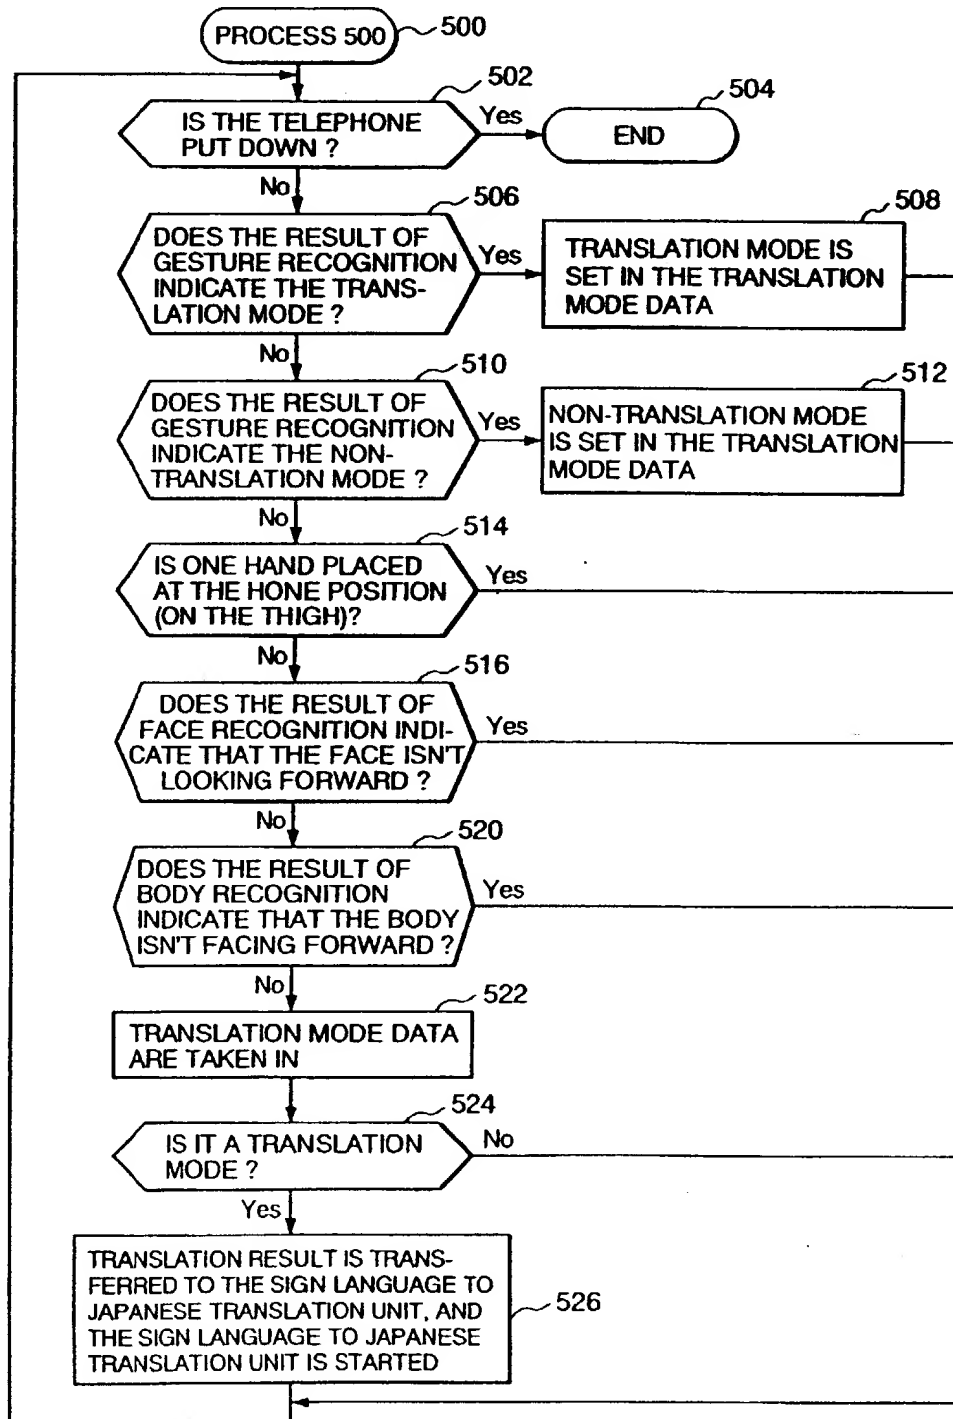 PROCESS 500
500
502
IS THE TELEPHONE
PUT DOWN ?
Yes
504
END
No
506
DOES THE RESULT OF
GESTURE RECOGNITION
INDICATE THE TRANS-
LATION MODE ?
Yes
508
TRANSLATION MODE IS
SET IN THE TRANSLATION
MODE DATA
No
510
DOES THE RESULT OF
GESTURE RECOGNITION
INDICATE THE NON-
TRANSLATION MODE ?
Yes
512
NON-TRANSLATION MODE
IS SET IN THE TRANSLATION
MODE DATA
No
514
IS ONE HAND PLACED
AT THE HONE POSITION
(ON THE THIGH)?
Yes
No
516
DOES THE RESULT OF
FACE RECOGNITION INDI-
CATE THAT THE FACE ISN'T
LOOKING FORWARD ?
Yes
No
520
DOES THE RESULT OF
BODY RECOGNITION
INDICATE THAT THE BODY
ISN'T FACING FORWARD ?
Yes
No
522
TRANSLATION MODE DATA
ARE TAKEN IN
524
IS IT A TRANSLATION
MODE ?
No
Yes
TRANSLATION RESULT IS TRANS-
FERRED TO THE SIGN LANGUAGE TO
JAPANESE TRANSLATION UNIT, AND
THE SIGN LANGUAGE TO JAPANESE
TRANSLATION UNIT IS STARTED
526